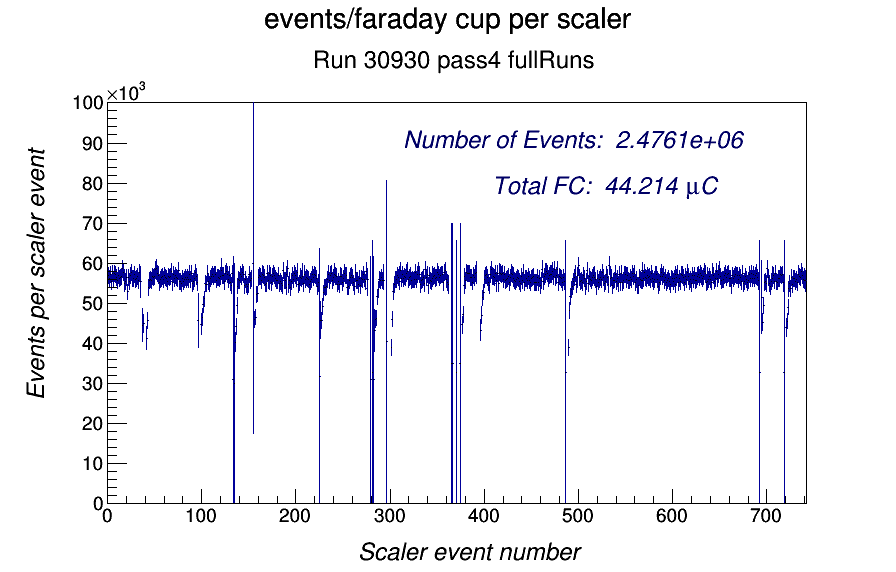 events/faraday cup per scaler
Run 30930 pass4 fullRuns
×10³
100
90
80
70
60
50
40
30
20
10
0
Events per scaler event
Number of Events: 2.4761e+06
Total FC: 44.214 μC
0 100 200 300 400 500 600 700
Scaler event number